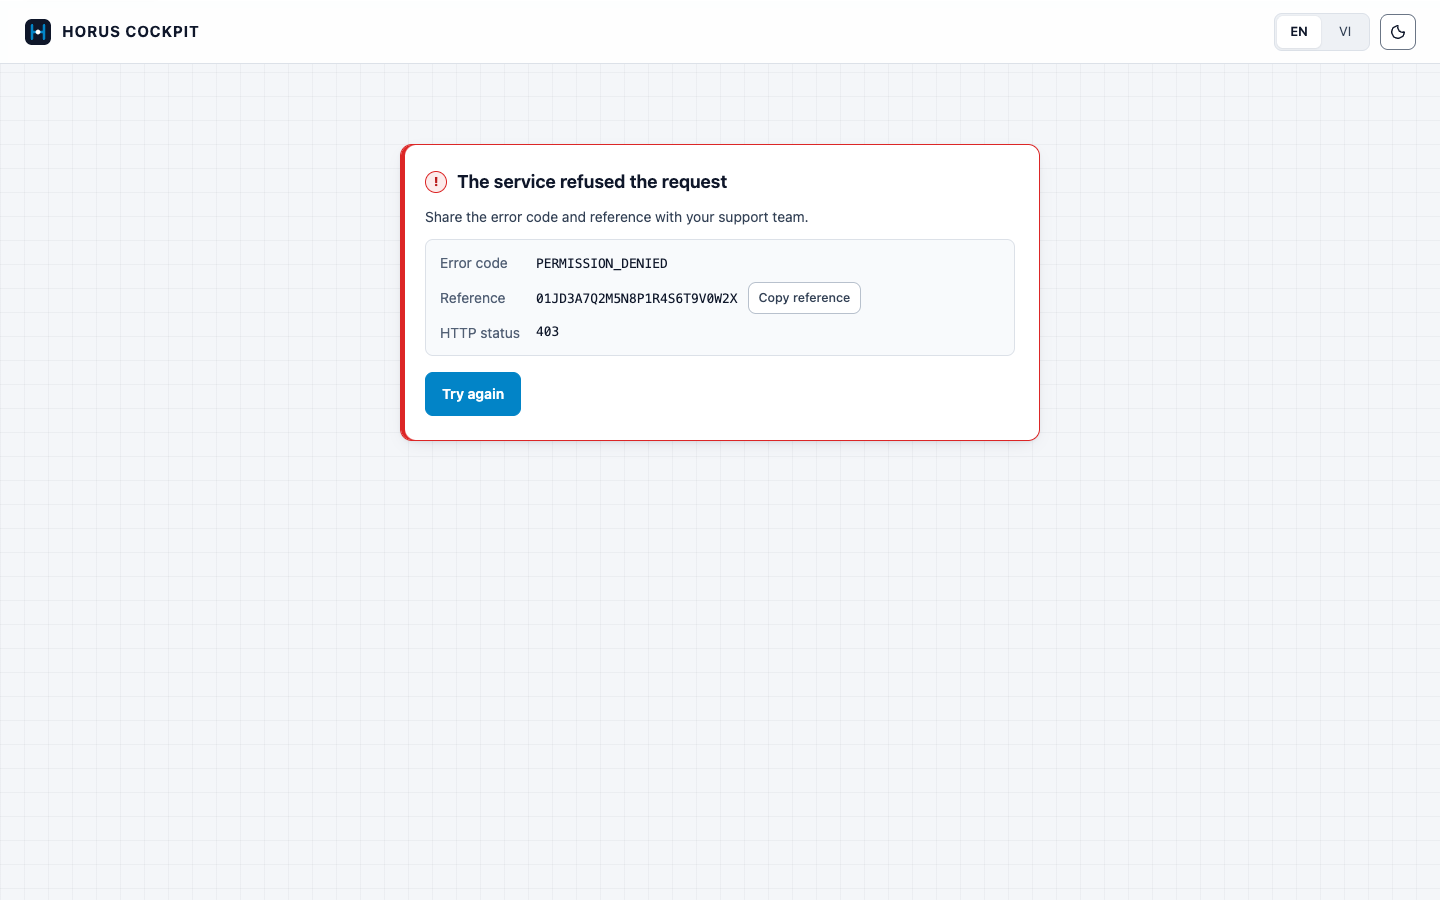 HORUS COCKPIT
EN VI
The service refused the request
Share the error code and reference with your support team.
Error code PERMISSION_DENIED
Reference 01JD3A7Q2M5N8P1R4S6T9V0W2X Copy reference
HTTP status 403
Try again